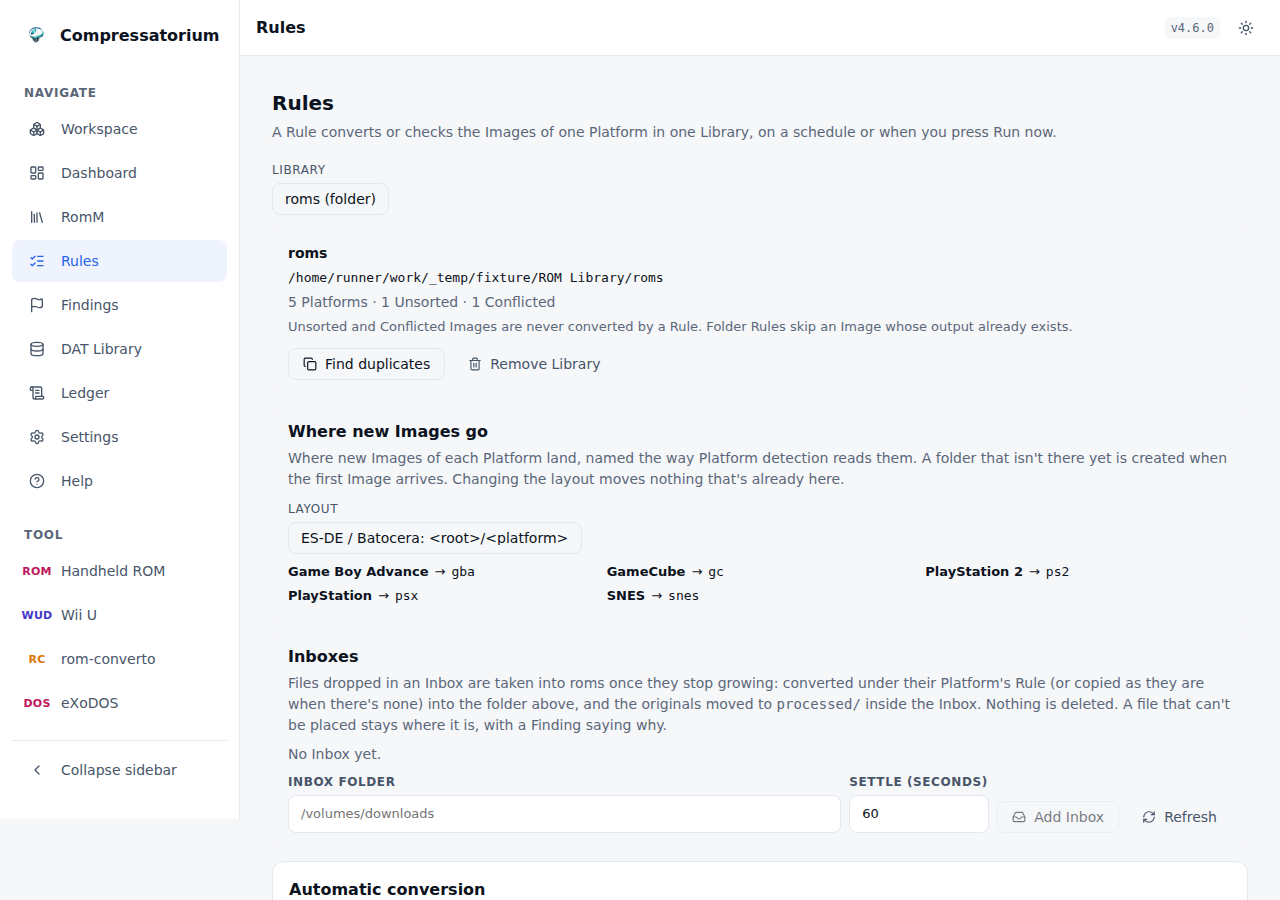 Compressatorium
Rules
v4.6.0
NAVIGATE
Workspace
Dashboard
RomM
Rules
Findings
DAT Library
Ledger
Settings
Help
TOOL
ROM Handheld ROM
WUD Wii U
RC rom-converto
DOS eXoDOS
Collapse sidebar
Rules
A Rule converts or checks the Images of one Platform in one Library, on a schedule or when you press Run now.
LIBRARY
roms (folder)
roms
/home/runner/work/_temp/fixture/ROM Library/roms
5 Platforms · 1 Unsorted · 1 Conflicted
Unsorted and Conflicted Images are never converted by a Rule. Folder Rules skip an Image whose output already exists.
Find duplicates Remove Library
Where new Images go
Where new Images of each Platform land, named the way Platform detection reads them. A folder that isn't there yet is created when
the first Image arrives. Changing the layout moves nothing that's already here.
LAYOUT
ES-DE / Batocera: <root>/<platform>
Game Boy Advance → gba GameCube → gc PlayStation 2 → ps2
PlayStation → psx SNES → snes
Inboxes
Files dropped in an Inbox are taken into roms once they stop growing: converted under their Platform's Rule (or copied as they are
when there's none) into the folder above, and the originals moved to processed/ inside the Inbox. Nothing is deleted. A file that can't
be placed stays where it is, with a Finding saying why.
No Inbox yet.
INBOX FOLDER SETTLE (SECONDS)
/volumes/downloads 60 Add Inbox Refresh
Automatic conversion